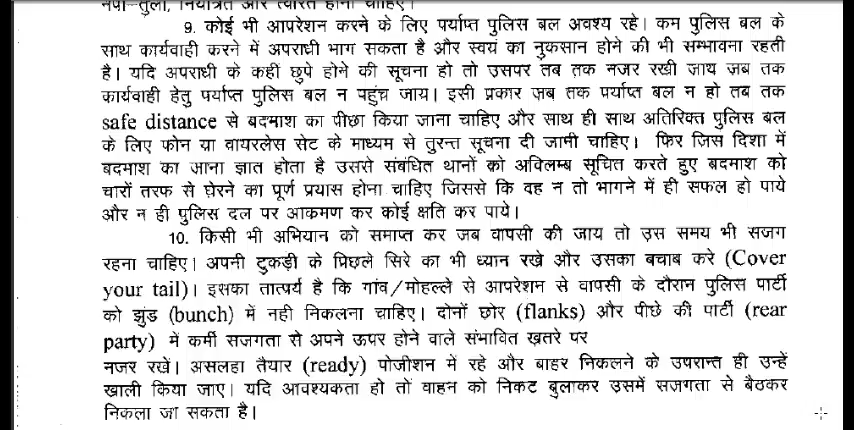 नपा–तुला, नियंत्रित और त्वरित होना चाहिए।
9. कोई भी आपरेशन करने के लिए पर्याप्त पुलिस बल अवश्य रहे। कम पुलिस बल के
साथ कार्यवाही करने में अपराधी भाग सकता है और स्वयं का नुकसान होने की भी सम्भावना रहती
है। यदि अपराधी के कहीं छुपे होने की सूचना हो तो उसपर तब तक नजर रखी जाय जब तक
कार्यवाही हेतु पर्याप्त पुलिस बल न पहुंच जाय। इसी प्रकार जब तक पर्याप्त बल न हो तब तक
safe distance से बदमाश का पीछा किया जाना चाहिए और साथ ही साथ अतिरिक्त पुलिस बल
के लिए फोन या वायरलेस सेट के माध्यम से तुरन्त सूचना दी जानी चाहिए। फिर जिस दिशा में
बदमाश का जाना ज्ञात होता है उससे संबंधित थानों को अविलम्ब सूचित करते हुए बदमाश को
चारों तरफ से घेरने का पूर्ण प्रयास होना चाहिए जिससे कि वह न तो भागने में ही सफल हो पाये
और न ही पुलिस दल पर आक्रमण कर कोई क्षति कर पाये।
10. किसी भी अभियान को समाप्त कर जब वापसी की जाय तो उस समय भी सजग
रहना चाहिए। अपनी टुकड़ी के पिछले सिरे का भी ध्यान रखे और उसका बचाब करे (Cover
your tail)। इसका तात्पर्य है कि गांव/मोहल्ले से आपरेशन से वापसी के दौरान पुलिस पार्टी
को झुंड (bunch) में नही निकलना चाहिए। दोनों छोर (flanks) और पीछे की पार्टी (rear
party) में कर्मी सजगता से अपने ऊपर होने वाले संभावित ख़तरे पर
नजर रखें। असलहा तैयार (ready) पोजीशन में रहे और बाहर निकलने के उपरान्त ही उन्हें
खाली किया जाए। यदि आवश्यकता हो तो वाहन को निकट बुलाकर उसमें सजगता से बैठकर
निकला जा सकता है।